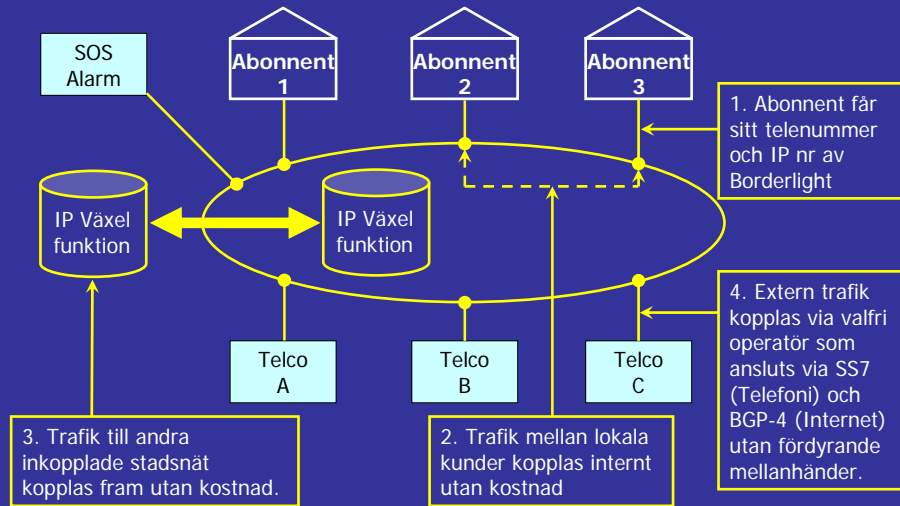 SOS
Alarm
Abonnent
1
Abonnent
2
Abonnent
3
1. Abonnent får
sitt telenummer
och IP nr av
Borderlight
IP Växel
funktion
IP Växel
funktion
Telco
A
Telco
B
Telco
C
4. Extern trafik
kopplas via valfri
operatör som
ansluts via SS7
(Telefoni) och
BGP-4 (Internet)
utan fördyrande
mellanhänder.
3. Trafik till andra
inkopplade stadsnät
kopplas fram utan kostnad.
2. Trafik mellan lokala
kunder kopplas internt
utan kostnad